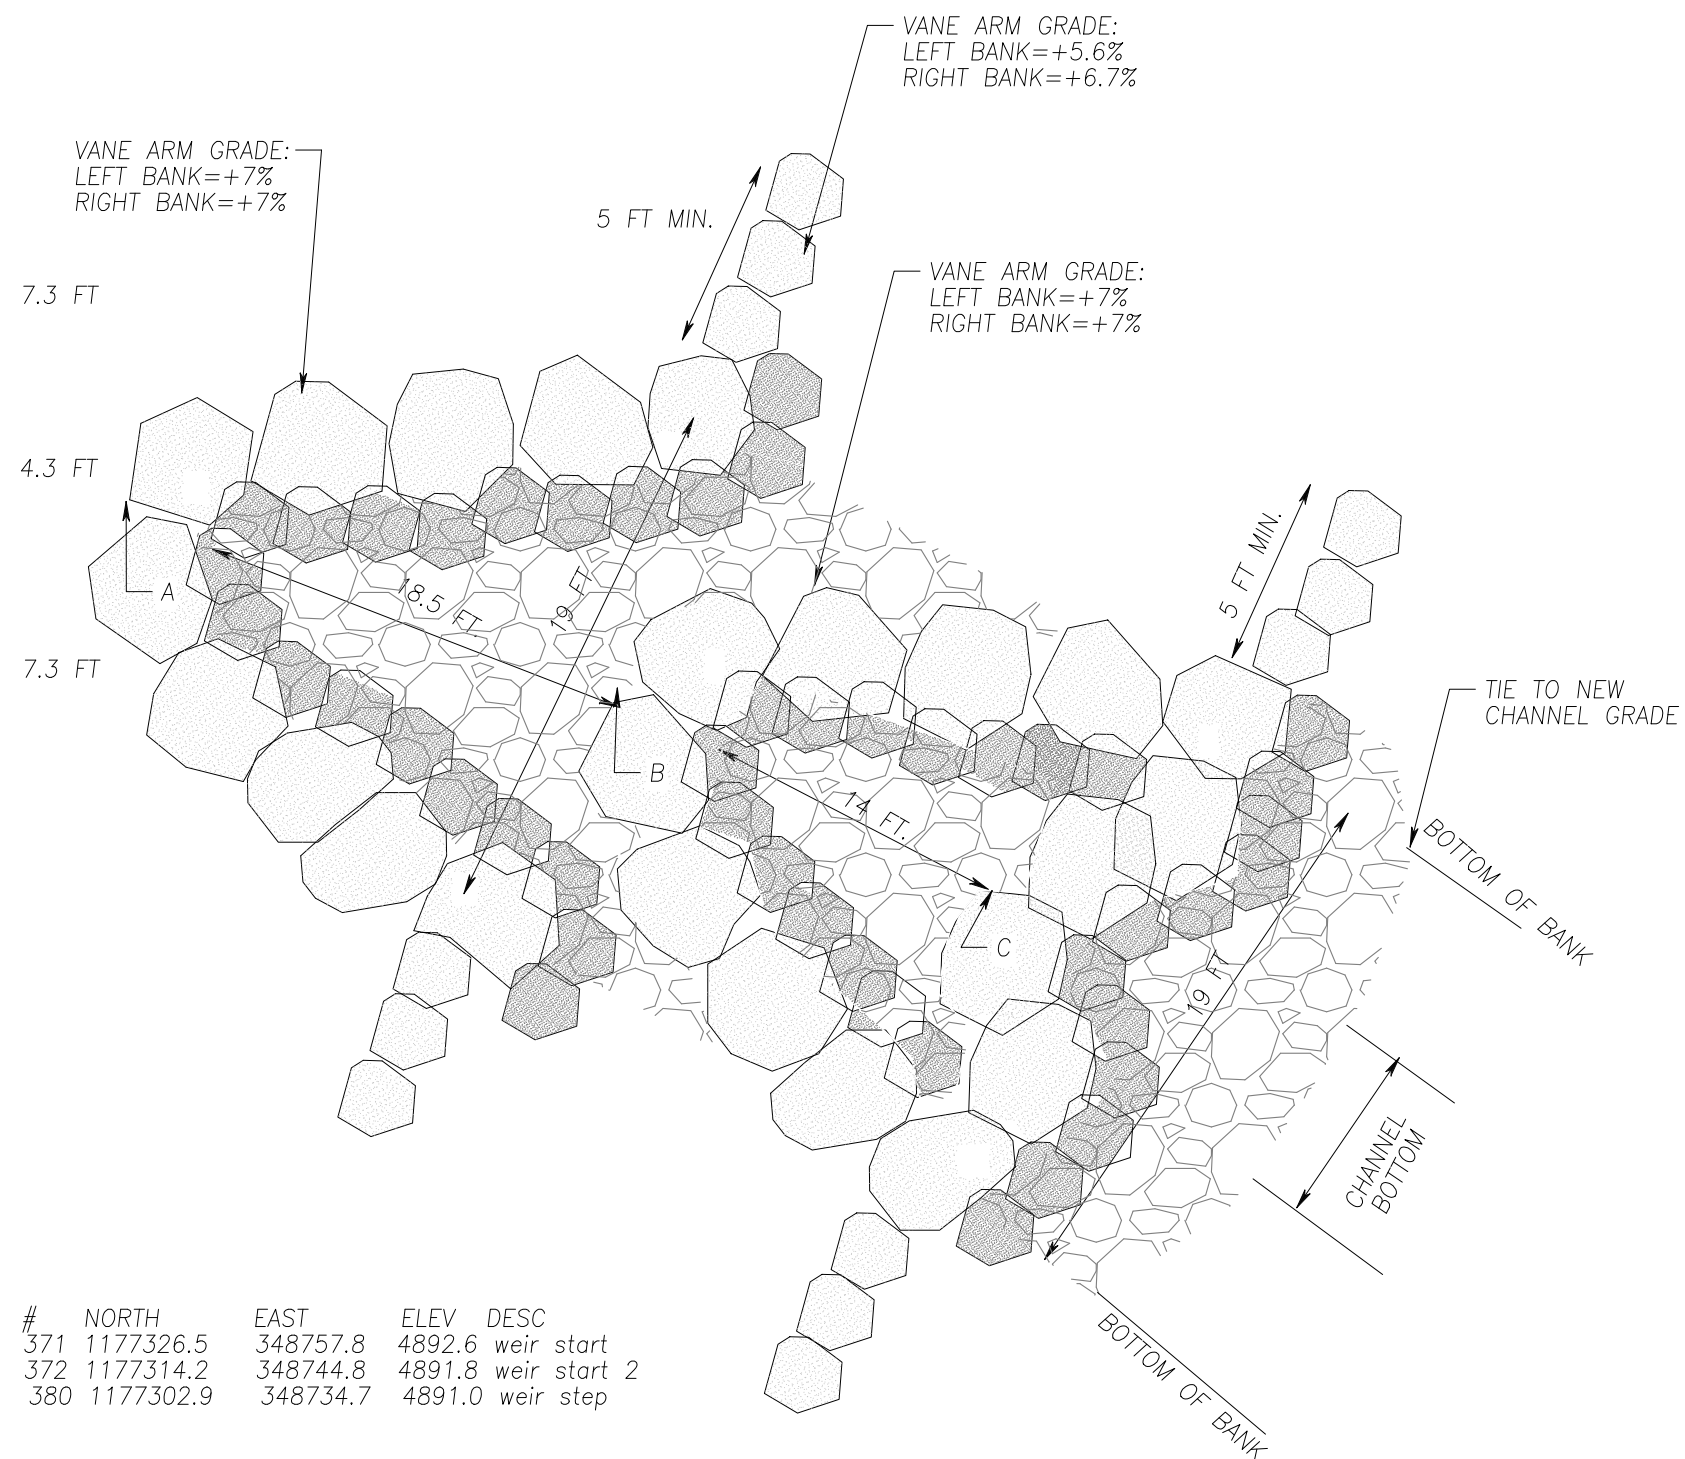 VANE ARM GRADE:
LEFT BANK=+5.6%
RIGHT BANK=+6.7%
VANE ARM GRADE:
LEFT BANK=+7%
RIGHT BANK=+7%
5 FT MIN.
VANE ARM GRADE:
LEFT BANK=+7%
RIGHT BANK=+7%
7.3 FT
4.3 FT
5 FT MIN.
A
18.5 FT.
19 FT
7.3 FT
TIE TO NEW
CHANNEL GRADE
B
14 FT.
BOTTOM OF BANK
C
19 FT
CHANNEL
BOTTOM
BOTTOM OF BANK
# NORTH EAST ELEV DESC
371 1177326.5 348757.8 4892.6 weir start
372 1177314.2 348744.8 4891.8 weir start 2
380 1177302.9 348734.7 4891.0 weir step